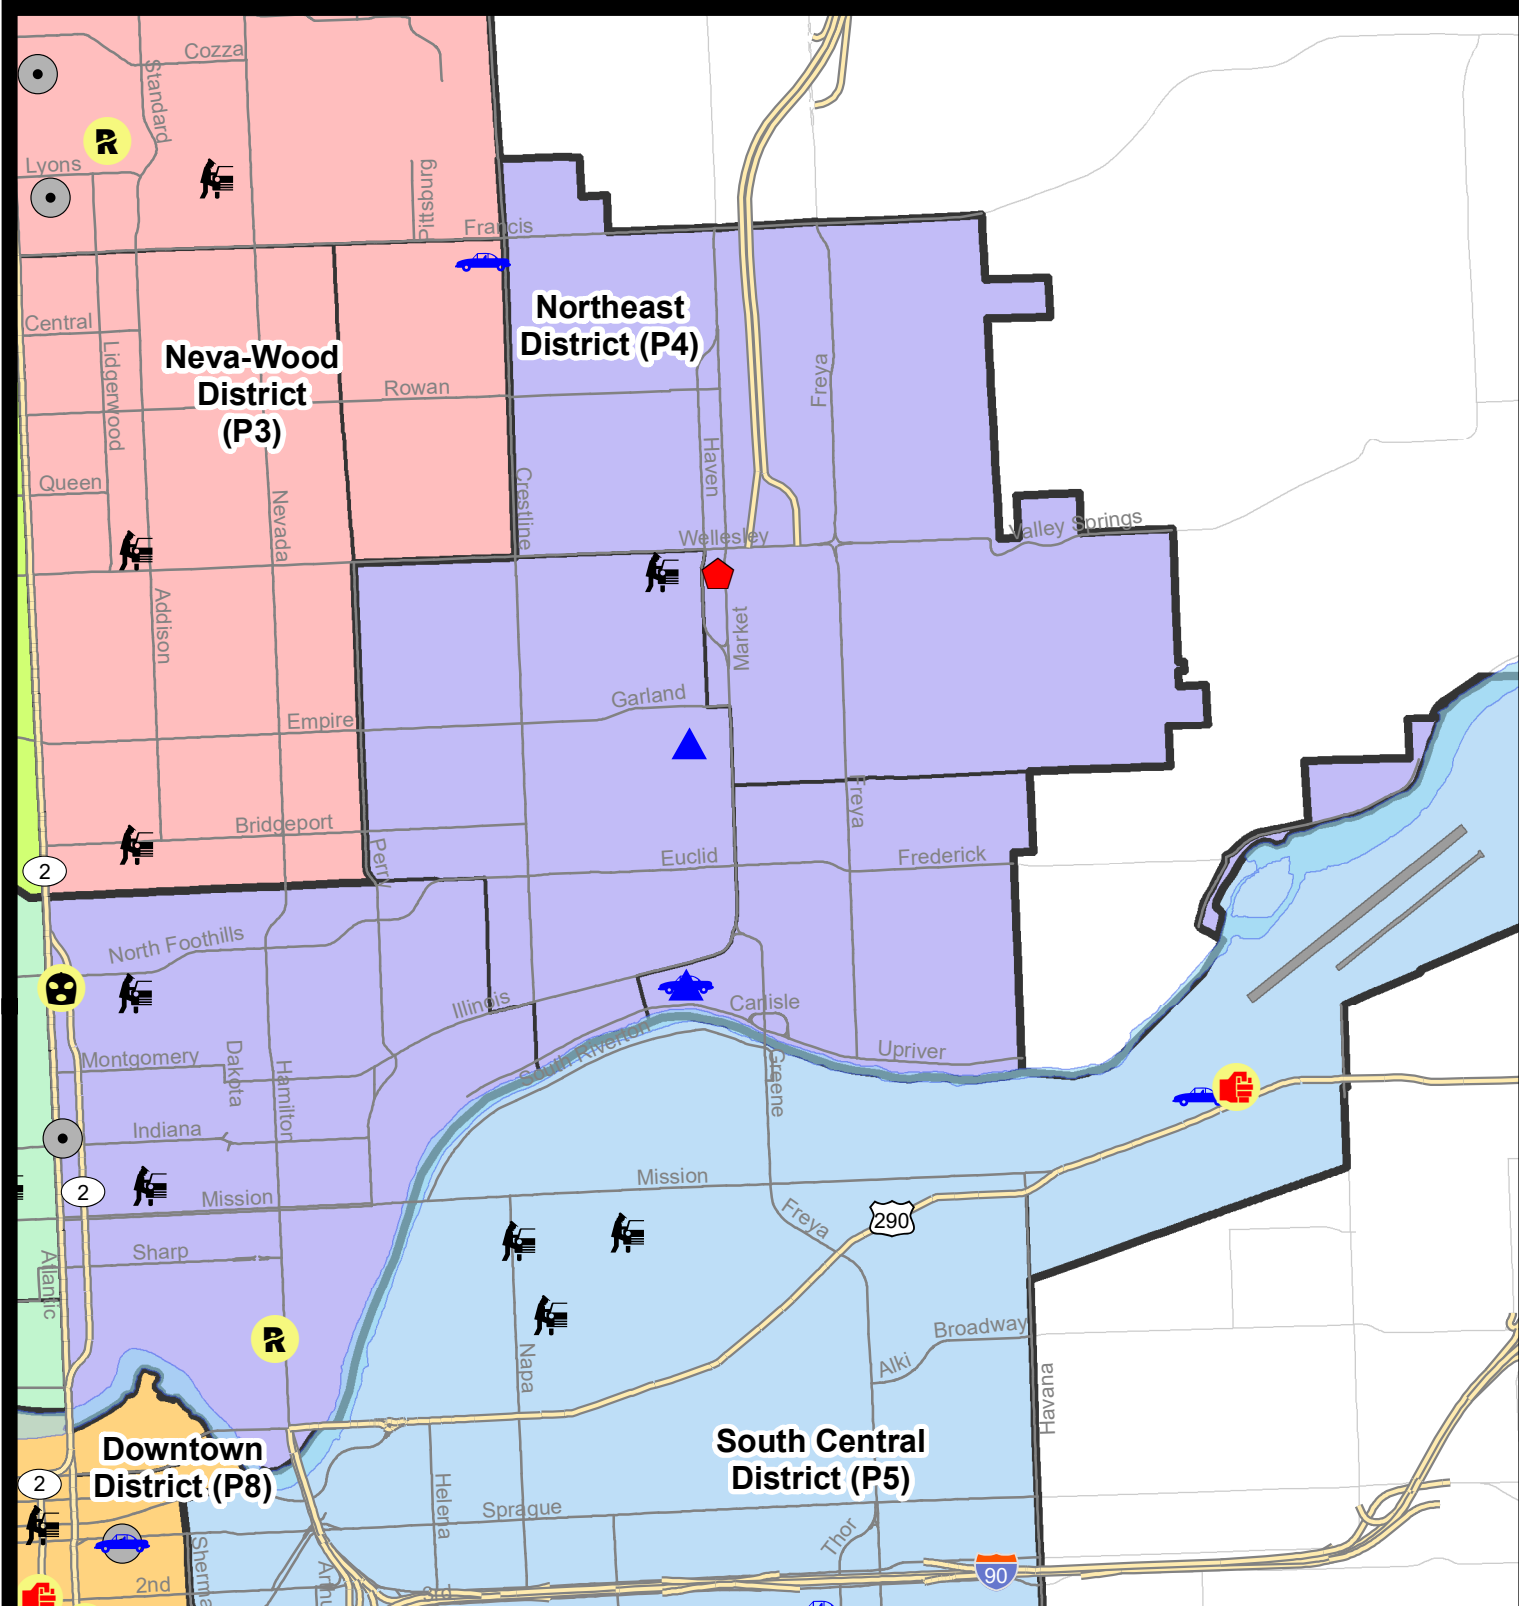 Cozza
Standard
Lyons
Pittsburg
Francis
Northeast
District (P4)
Central
Lidgerwood
Neva-Wood
District
(P3)
Rowan
Freya
Haven
Queen
Nevada
Crestline
Wellesley
Valley Springs
Addison
Market
Garland
Empire
Freya
Bridgeport
Perry
Euclid
Frederick
2
North Foothills
Illinois
Carlisle
South Riverton
Upriver
Montgomery
Dakota
Hamilton
Greene
Indiana
2
Mission
Mission
Freya
290
Sharp
Atlantic
Napa
Broadway
Alki
Havana
Downtown
District (P8)
South Central
District (P5)
2
Helena
Sprague
Thor
2nd
3rd
90